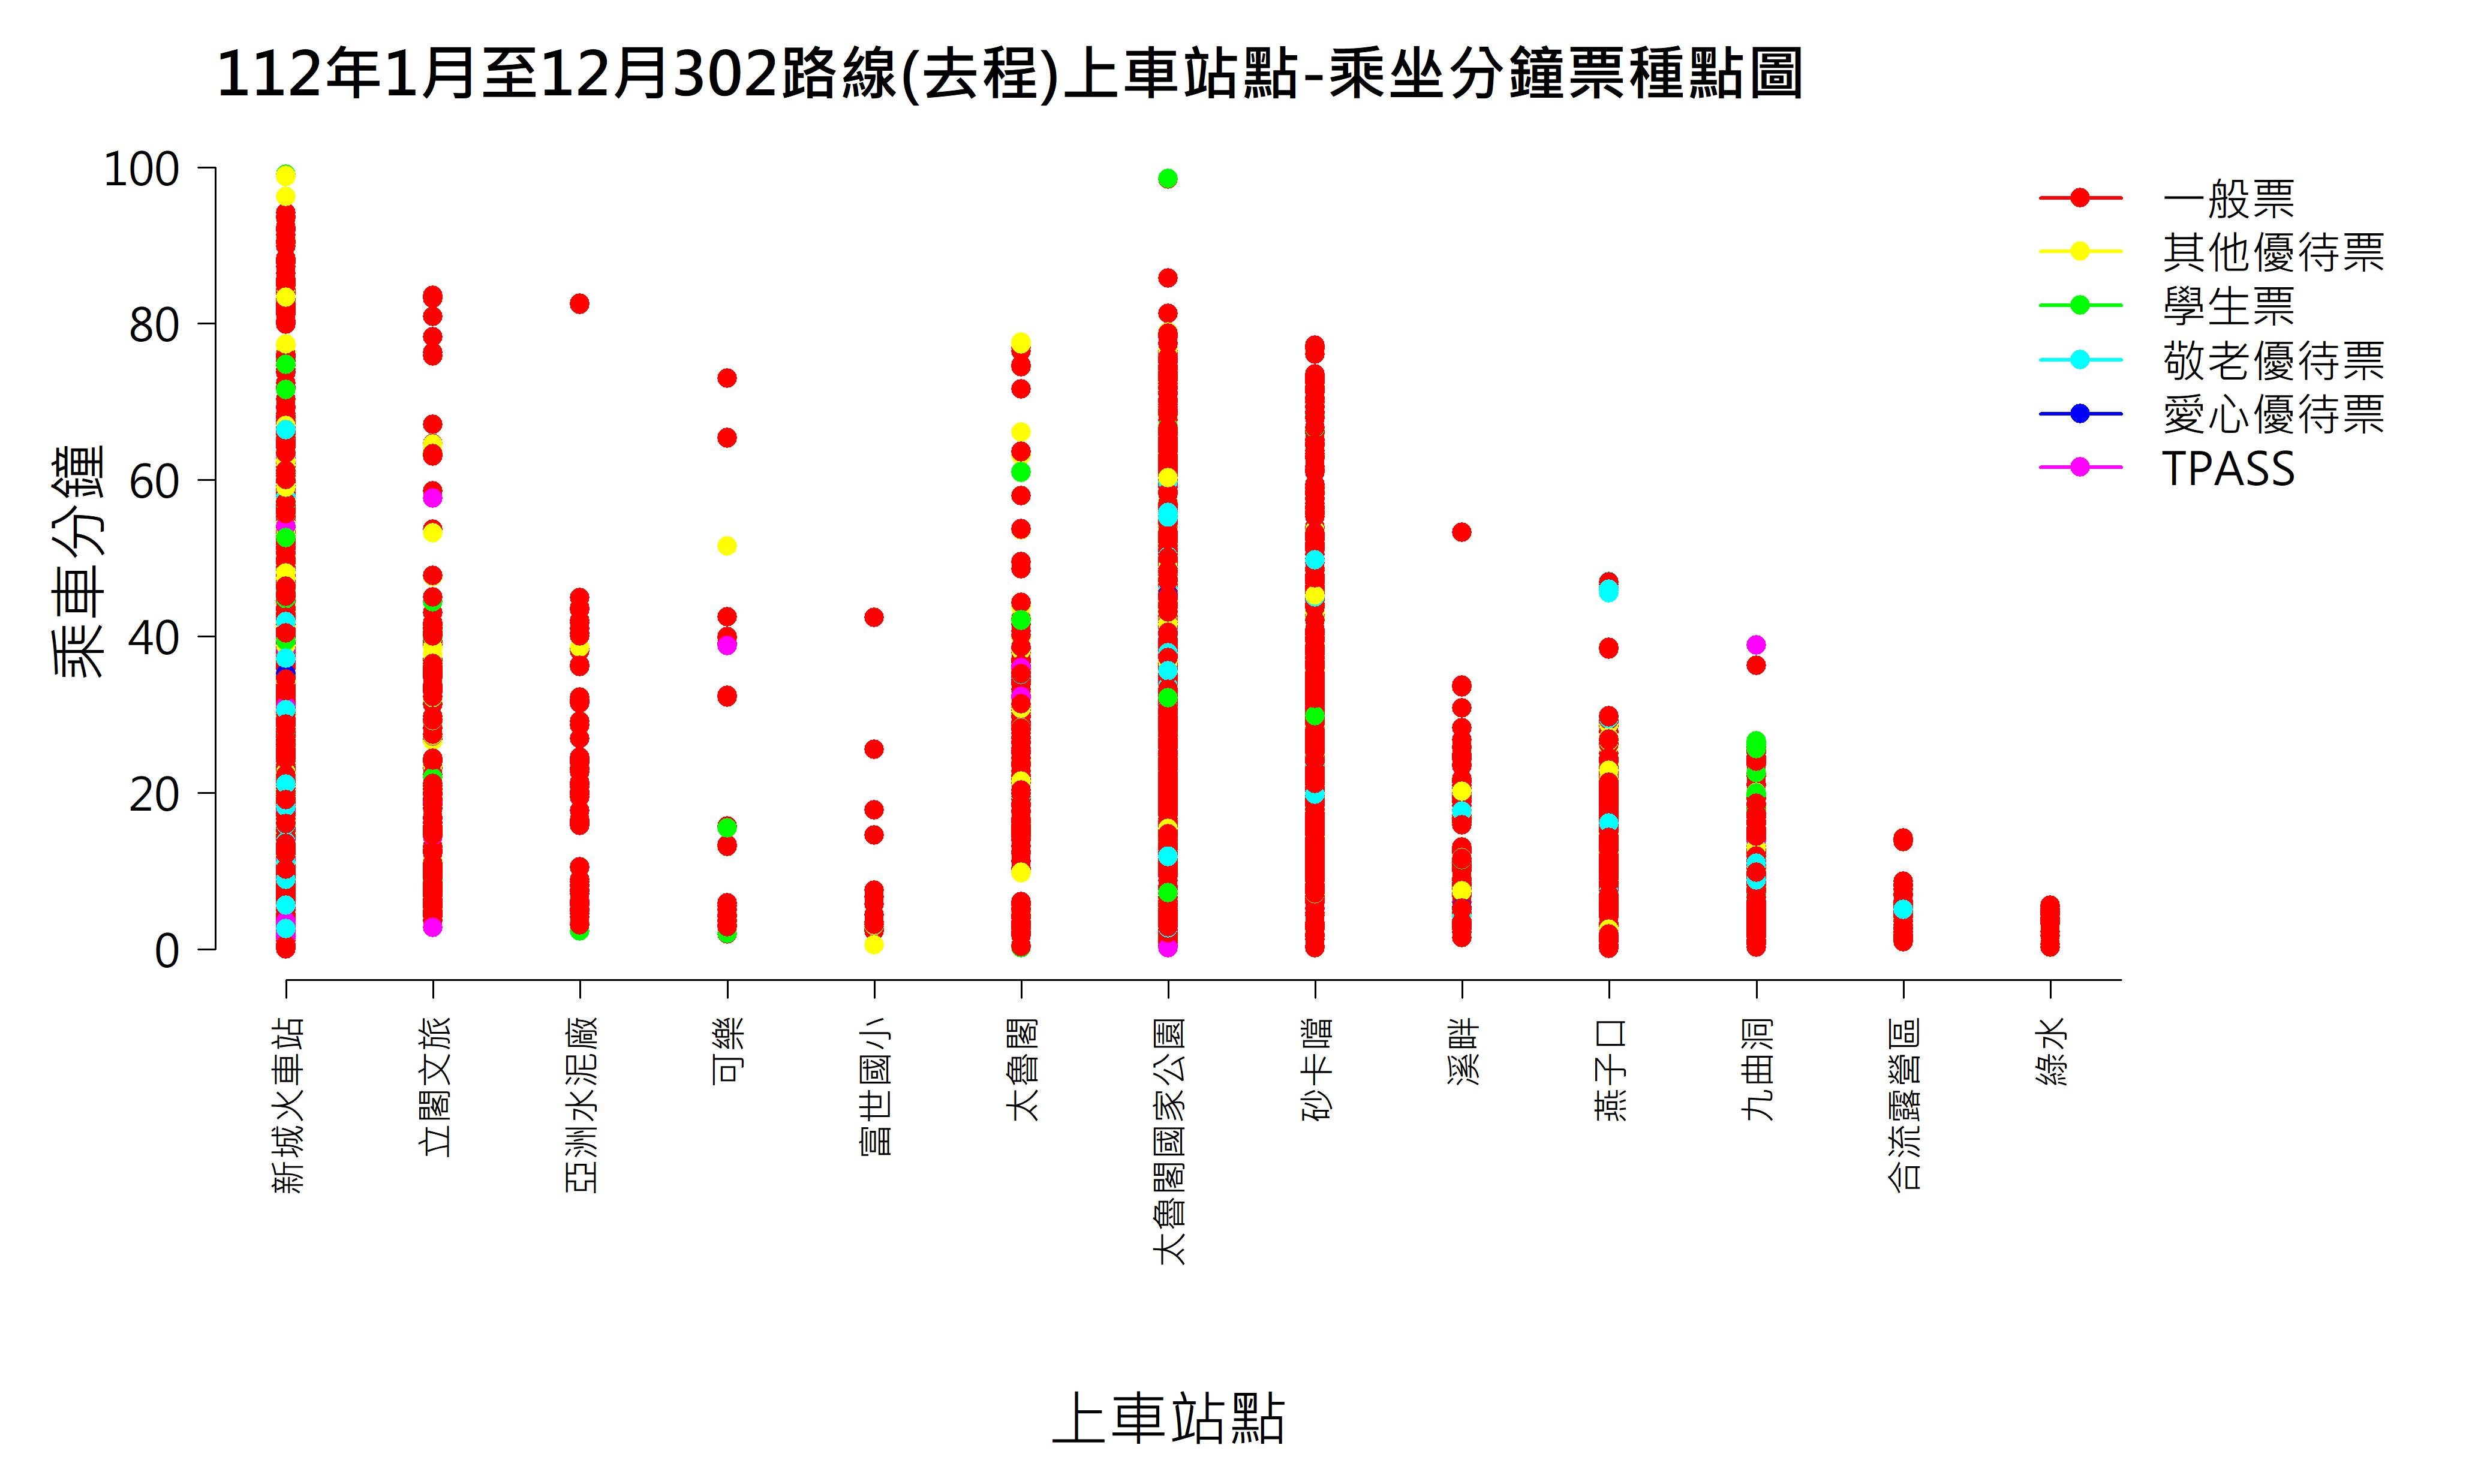 112年1月至12月302路線(去程)上車站點-乘坐分鐘票種點圖
乘車分鐘
100
80
60
40
20
0
一般票
其他優待票
學生票
敬老優待票
愛心優待票
TPASS
新城火車站
立閣文旅
亞洲水泥廠
可樂
富世國小
太魯閣
太魯閣國家公園
砂卡噹
溪畔
燕子口
九曲洞
合流露營區
綠水
上車站點